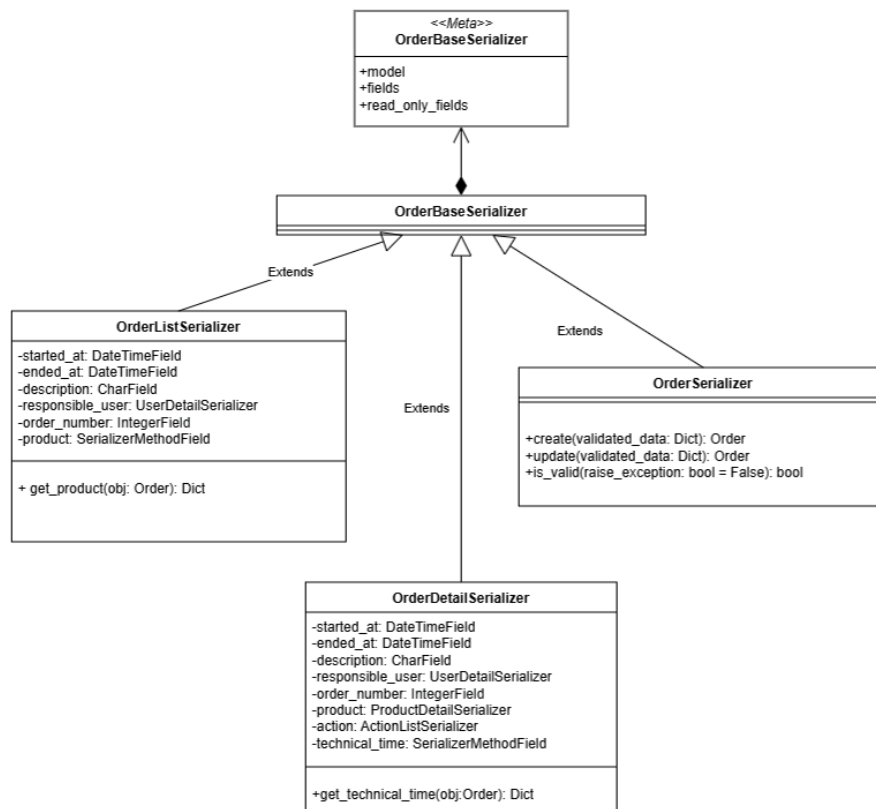 <<Meta>>
OrderBaseSerializer
+model
+fields
+read_only_fields
OrderBaseSerializer
Extends
OrderListSerializer
-started_at: DateTimeField
-ended_at: DateTimeField
-description: CharField
-responsible_user: UserDetailSerializer
-order_number: IntegerField
-product: SerializerMethodField
+ get_product(obj: Order): Dict
Extends
Extends
OrderSerializer
+create(validated_data: Dict): Order
+update(validated_data: Dict): Order
+is_valid(raise_exception: bool = False): bool
OrderDetailSerializer
-started_at: DateTimeField
-ended_at: DateTimeField
-description: CharField
-responsible_user: UserDetailSerializer
-order_number: IntegerField
-product: ProductDetailSerializer
-action: ActionListSerializer
-technical_time: SerializerMethodField
+get_technical_time(obj:Order): Dict